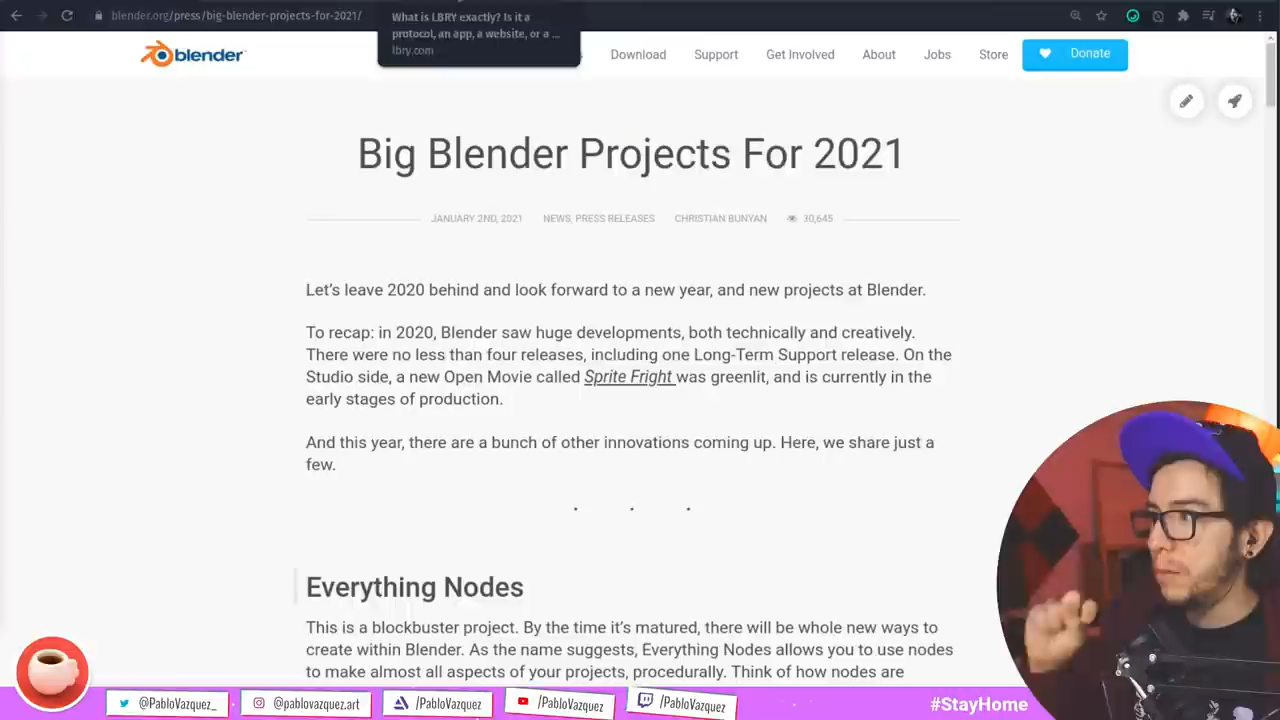 blender.org/press/big-blender-projects-for-2021/
What is LBRY exactly? Is it a
protocol, an app, a website, or a ...
lbry.com
blender
Download Support Get Involved About Jobs Store Donate
Big Blender Projects For 2021
JANUARY 2ND, 2021 NEWS, PRESS RELEASES CHRISTIAN BUNYAN 30,645
Let's leave 2020 behind and look forward to a new year, and new projects at Blender.
To recap: in 2020, Blender saw huge developments, both technically and creatively.
There were no less than four releases, including one Long-Term Support release. On the
Studio side, a new Open Movie called Sprite Fright was greenlit, and is currently in the
early stages of production.
And this year, there are a bunch of other innovations coming up. Here, we share just a
few.
. . .
Everything Nodes
This is a blockbuster project. By the time it's matured, there will be whole new ways to
create within Blender. As the name suggests, Everything Nodes allows you to use nodes
to make almost all aspects of your projects, procedurally. Think of how nodes are
@PabloVazquez_ @pablovazquez.art /PabloVazquez /PabloVazquez /PabloVazquez #StayHome